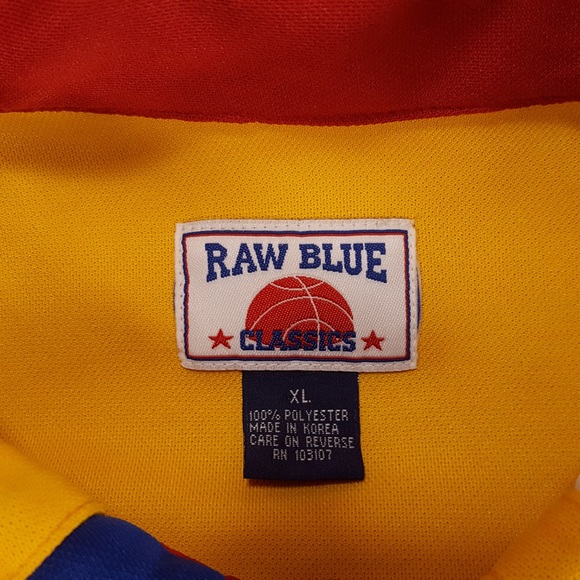 RAW BLUE
CLASSICS
XL
100% POLYESTER
MADE IN KOREA
CARE ON REVERSE
RN 103107